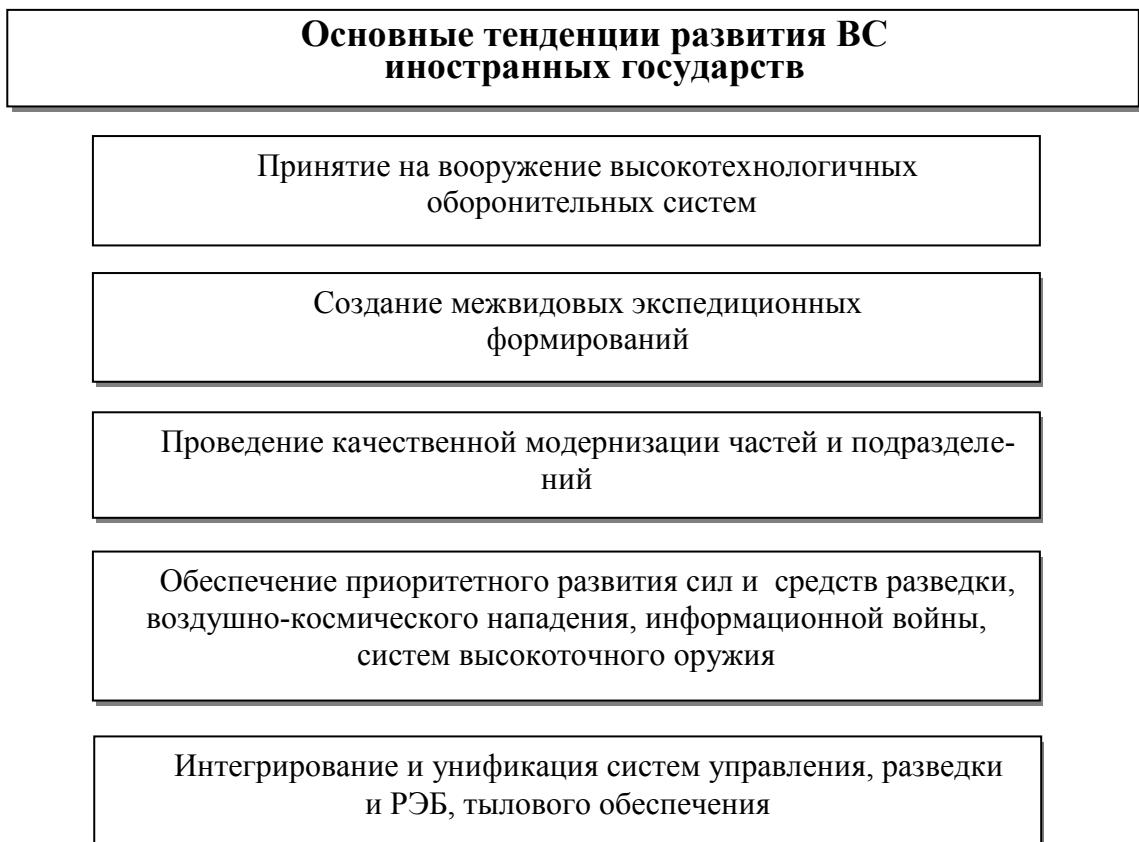 Основные тенденции развития ВС
иностранных государств
Принятие на вооружение высокотехнологичных
оборонительных систем
Создание межвидовых экспедиционных
формирований
Проведение качественной модернизации частей и подразделе-
ний
Обеспечение приоритетного развития сил и средств разведки,
воздушно-космического нападения, информационной войны,
систем высокоточного оружия
Интегрирование и унификация систем управления, разведки
и РЭБ, тылового обеспечения